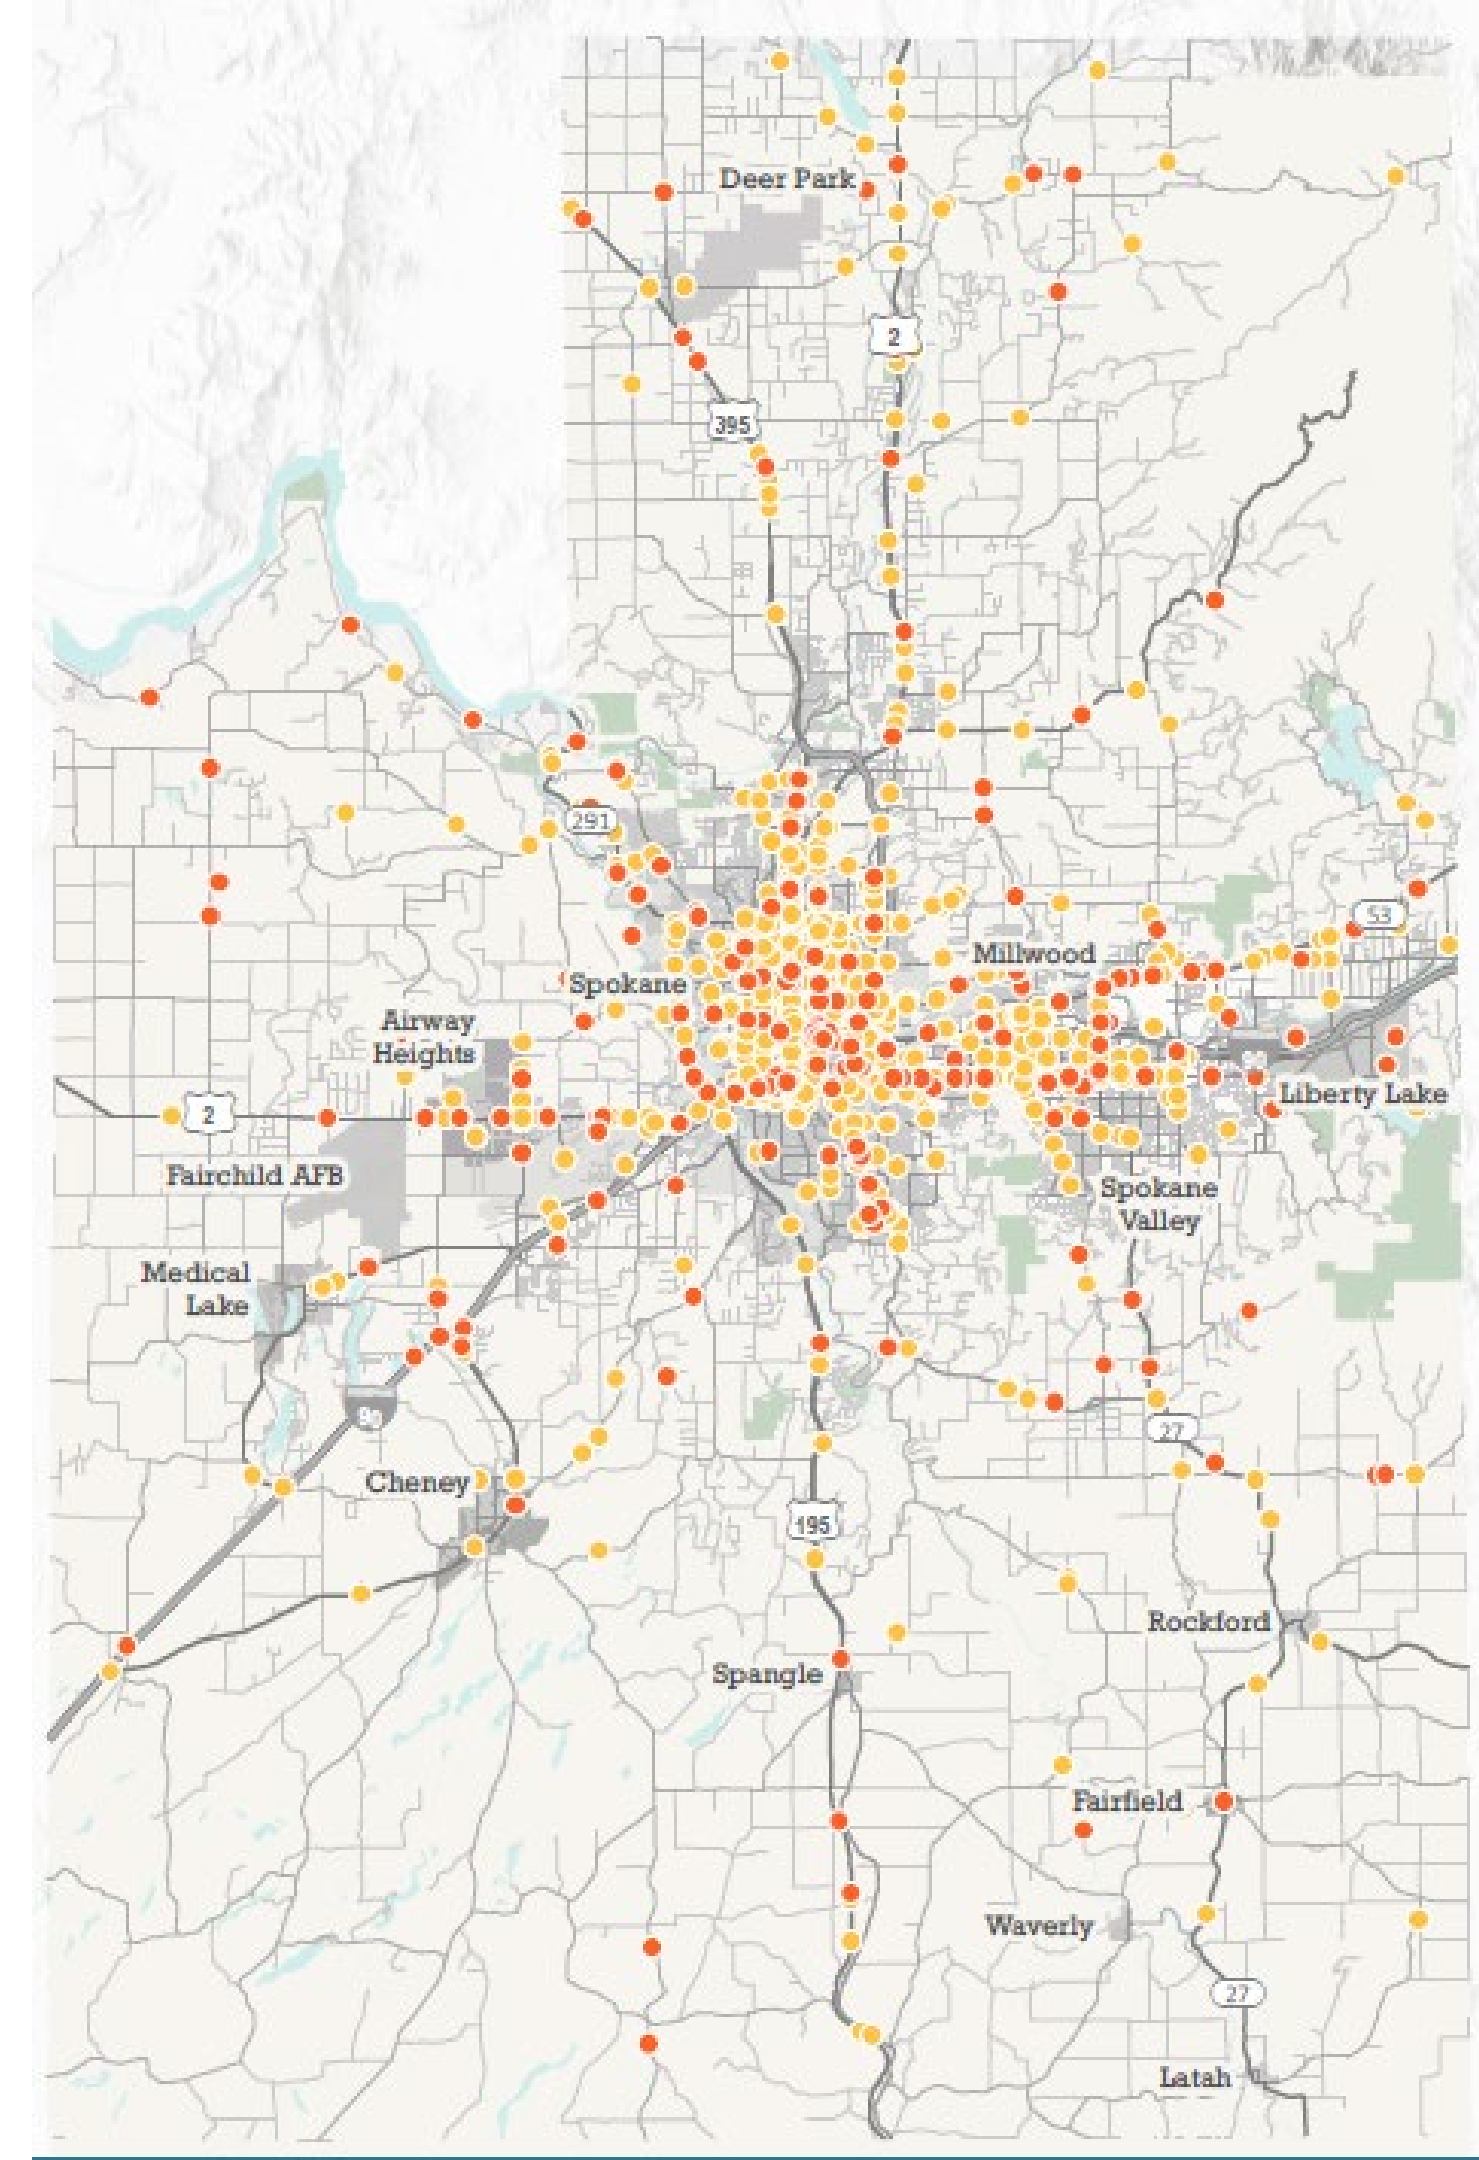 Deer Park
2
395
291
53
Millwood
Spokane
Airway
Heights
2
Liberty Lake
Fairchild AFB
Spokane
Valley
Medical
Lake
90
27
Cheney
195
Rockford
Spangle
Fairfield
Waverly
27
Latah